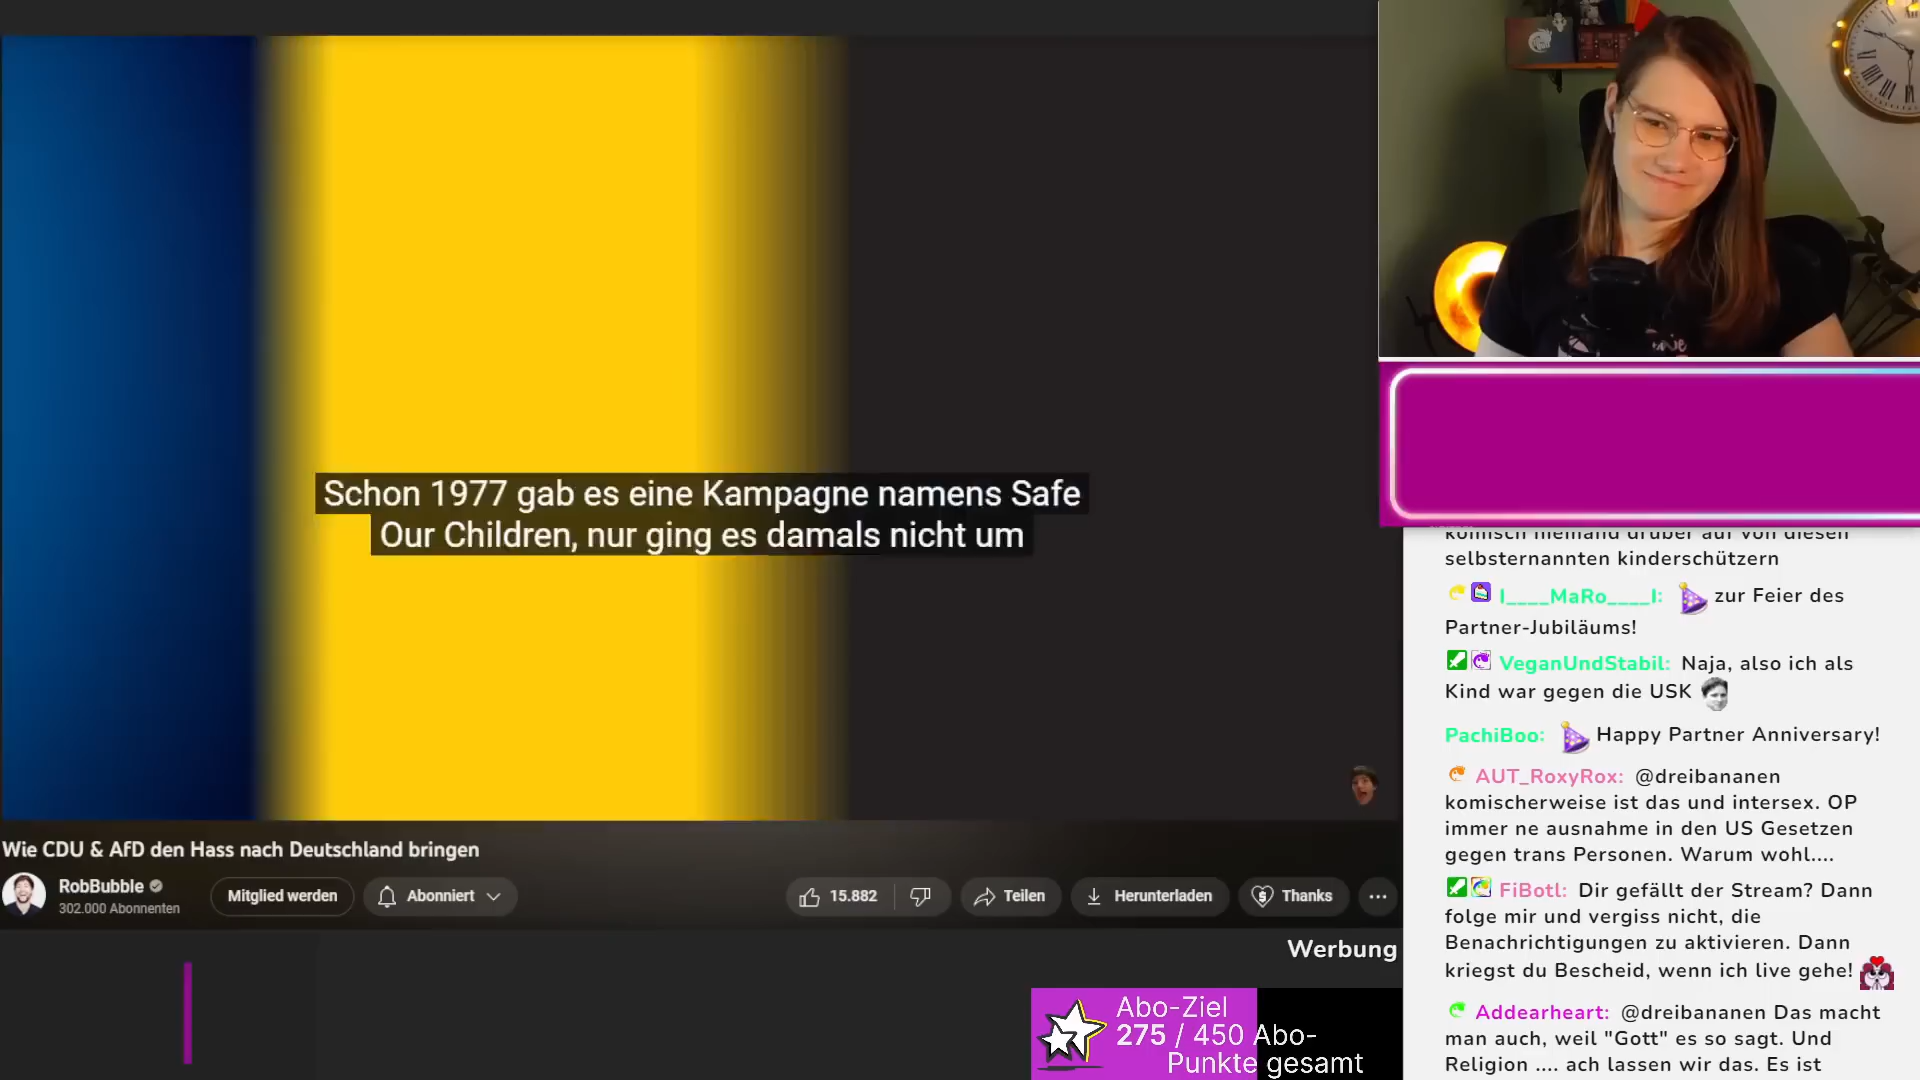 Schon 1977 gab es eine Kampagne namens Safe
Our Children, nur ging es damals nicht um
Wie CDU & AfD den Hass nach Deutschland bringen
RobBubble
302.000 Abonnenten
Mitglied werden
Abonniert
15.882
Teilen
Herunterladen
Thanks
Werbung
Abo-Ziel
275 / 450 Abo-
Punkte gesamt
komisch niemand drüber auf von diesen
selbsternannten kinderschützern
I____MaRo____I: zur Feier des
Partner-Jubiläums!
VeganUndStabil: Naja, also ich als
Kind war gegen die USK
PachiBoo: Happy Partner Anniversary!
AUT_RoxyRox: @dreibananen
komischerweise ist das und intersex. OP
immer ne ausnahme in den US Gesetzen
gegen trans Personen. Warum wohl....
FiBotl: Dir gefällt der Stream? Dann
folge mir und vergiss nicht, die
Benachrichtigungen zu aktivieren. Dann
kriegst du Bescheid, wenn ich live gehe!
Addearheart: @dreibananen Das macht
man auch, weil "Gott" es so sagt. Und
Religion .... ach lassen wir das. Es ist